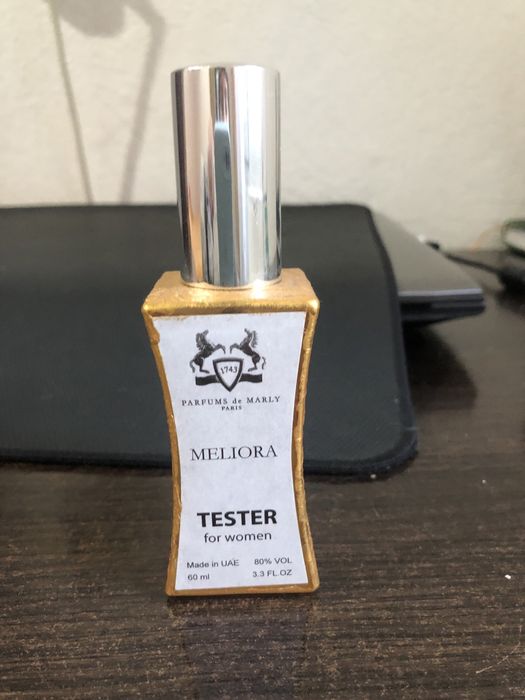 1743
PARFUMS de MARLY
PARIS
MELIORA
TESTER
for women
Made in UAE 80% VOL
60 ml 3.3 FL.OZ